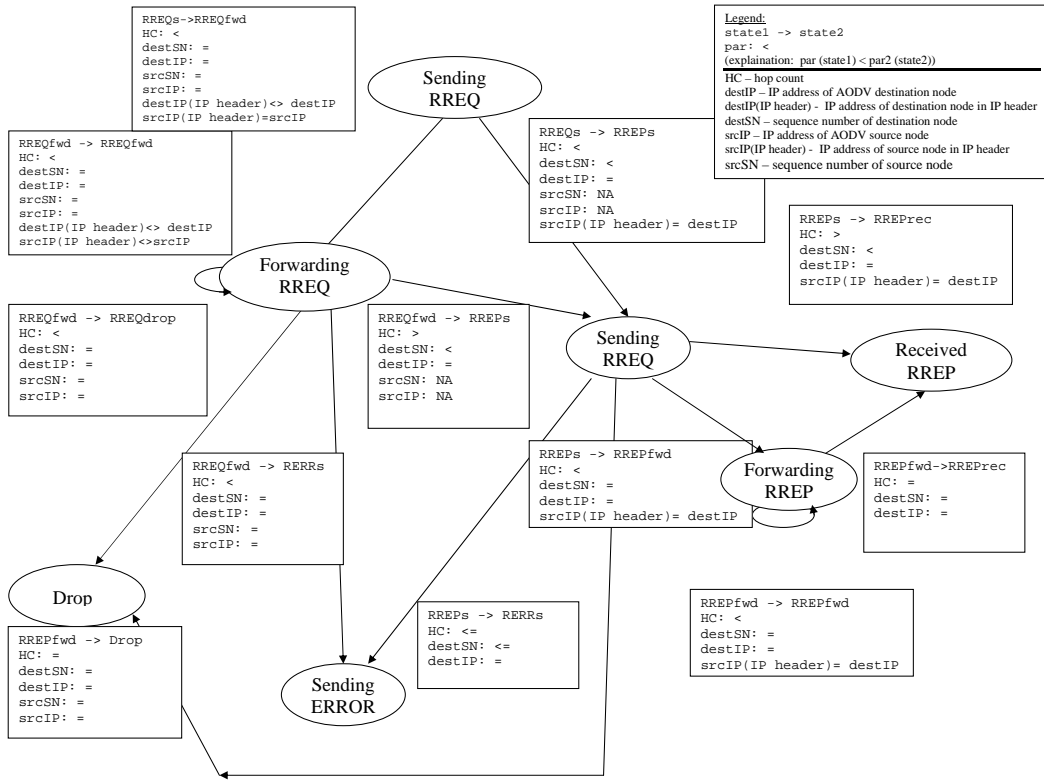 RREQs->RREQfwd
HC: <
destSN: =
destIP: =
srcSN: =
srcIP: =
destIP(IP header)<> destIP
srcIP(IP header)=srcIP
Legend:
state1 -> state2
par: <
(explaination: par (state1) < par2 (state2))
HC – hop count
destIP – IP address of AODV destination node
destIP(IP header) - IP address of destination node in IP header
destSN – sequence number of destination node
srcIP – IP address of AODV source node
srcIP(IP header) - IP address of source node in IP header
srcSN – sequence number of source node
Sending
RREQ
RREQfwd -> RREQfwd
HC: <
destSN: =
destIP: =
srcSN: =
srcIP: =
destIP(IP header)<> destIP
srcIP(IP header)<>srcIP
RREQs -> RREPs
HC: <
destSN: <
destIP: =
srcSN: NA
srcIP: NA
srcIP(IP header)= destIP
RREPs -> RREPrec
HC: >
destSN: <
destIP: =
srcIP(IP header)= destIP
Forwarding
RREQ
RREQfwd -> RREQdrop
HC: <
destSN: =
destIP: =
srcSN: =
srcIP: =
RREQfwd -> RREPs
HC: >
destSN: <
destIP: =
srcSN: NA
srcIP: NA
Sending
RREQ
Received
RREP
RREQfwd -> RERRs
HC: <
destSN: =
destIP: =
srcSN: =
srcIP: =
RREPs -> RREPfwd
HC: <
destSN: =
destIP: =
srcIP(IP header)= destIP
Forwarding
RREP
RREPfwd->RREPrec
HC: =
destSN: =
destIP: =
Drop
RREPfwd -> Drop
HC: =
destSN: =
destIP: =
srcSN: =
srcIP: =
RREPs -> RERRs
HC: <=
destSN: <=
destIP: =
RREPfwd -> RREPfwd
HC: <
destSN: =
destIP: =
srcIP(IP header)= destIP
Sending
ERROR